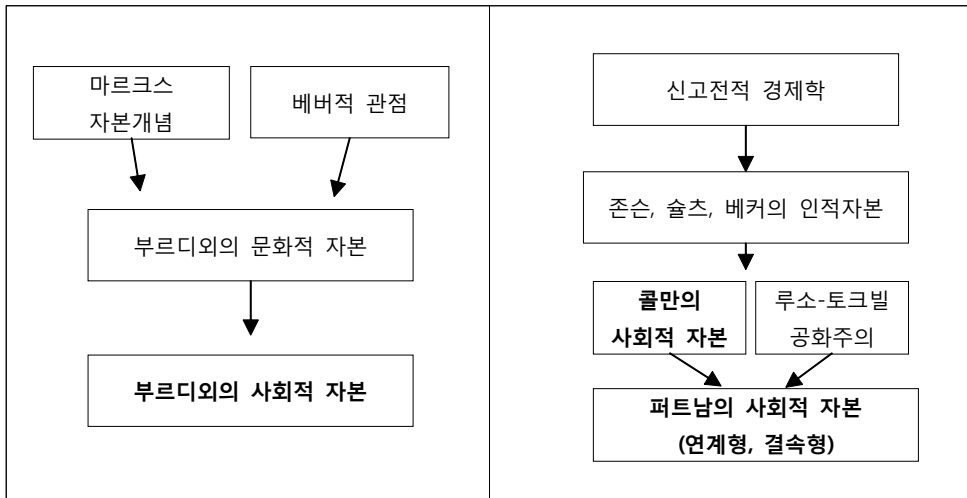 마르크스
자본개념
베버적 관점
부르디외의 문화적 자본
부르디외의 사회적 자본
신고전적 경제학
존슨, 슐츠, 베커의 인적자본
콜만의
사회적 자본
루소-토크빌
공화주의
퍼트남의 사회적 자본
(연계형, 결속형)